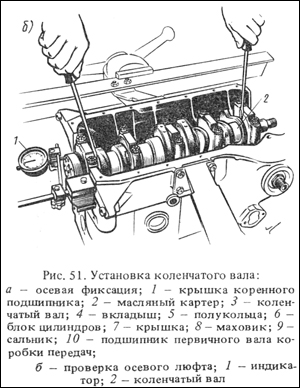 б)
2
1
Рис. 51. Установка коленчатого вала:
а — осевая фиксация; 1 — крышка коренного
подшипника; 2 — масляный картер; 3 — колен-
чатый вал; 4 — вкладыш; 5 — полукольца; 6 —
блок цилиндров; 7 — крышка; 8 — маховик; 9 —
сальник; 10 — подшипник первичного вала ко-
робки передач;
б — проверка осевого люфта; 1 — индика-
тор; 2 — коленчатый вал